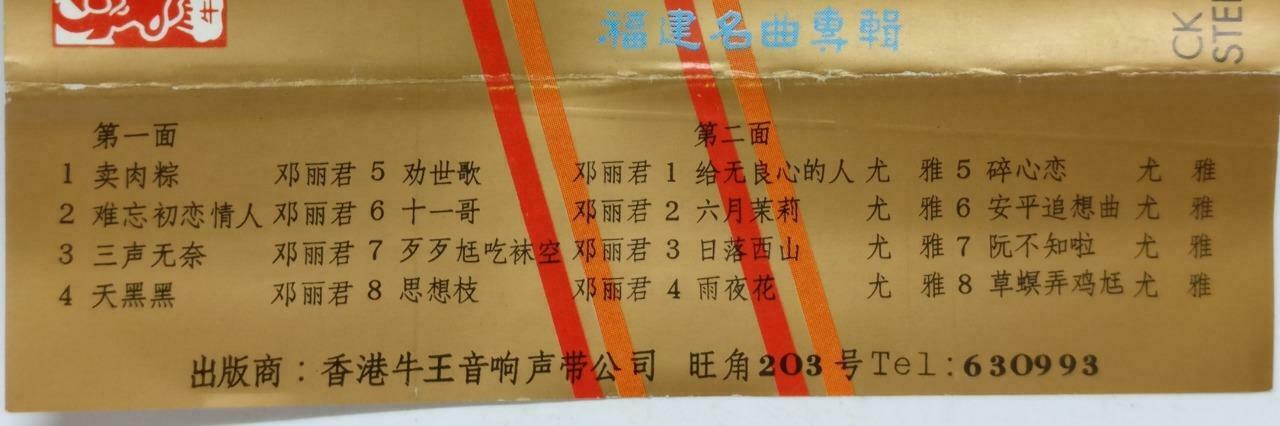 牛
福建名曲專輯
CK
STE
第一面
1 卖肉粽 邓丽君 5 劝世歌 邓丽君
2 难忘初恋情人 邓丽君 6 十一哥 邓丽君
3 三声无奈 邓丽君 7 歹歹尪吃袜空 邓丽君
4 天黑黑 邓丽君 8 思想枝 邓丽君
第二面
1 给无良心的人 尤 雅 5 碎心恋 尤 雅
2 六月茉莉 尤 雅 6 安平追想曲 尤 雅
3 日落西山 尤 雅 7 阮不知啦 尤 雅
4 雨夜花 尤 雅 8 草螟弄鸡尪 尤 雅
出版商：香港牛王音响声带公司 旺角203号Tel:630993